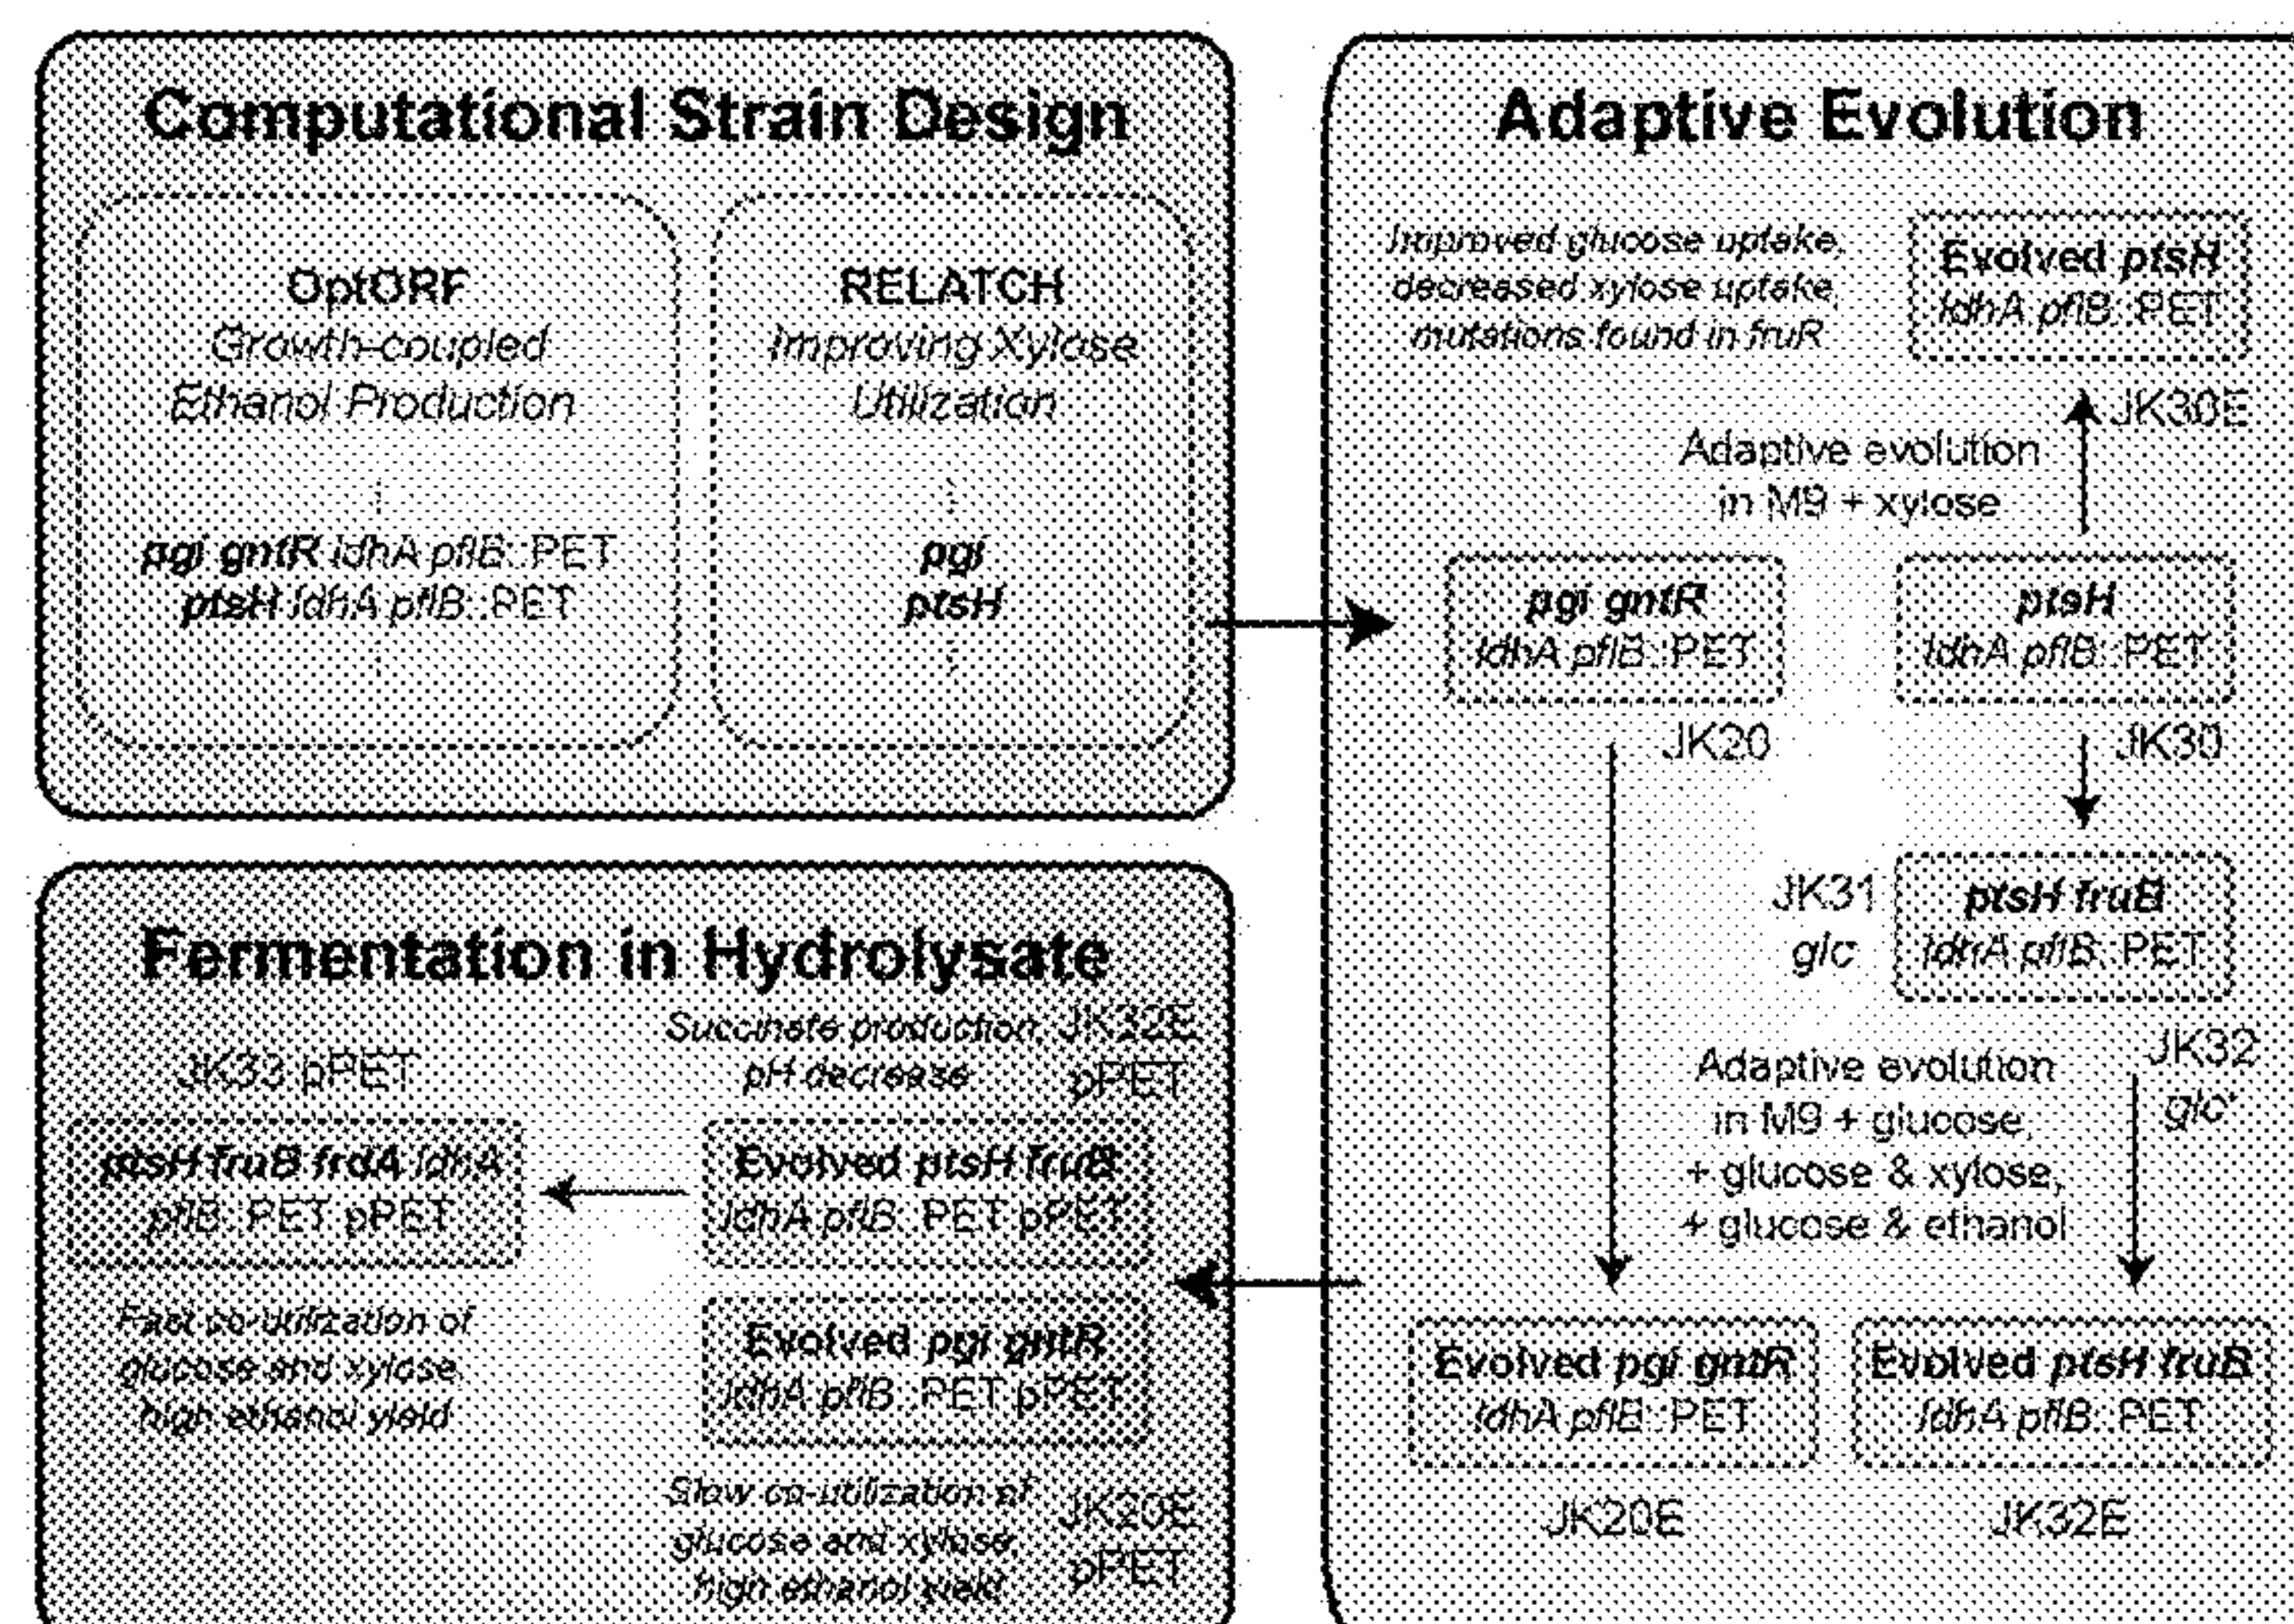 Computational Strain Design
OptORF
Growth-coupled
Ethanol Production
pgi gntR ldhA pflB::PET
ptsH ldhA pflB::PET
RELATCH
Improving Xylose
Utilization
pgi
ptsH
Adaptive Evolution
Improved glucose uptake,
decreased xylose uptake,
mutations found in fruR
Evolved ptsH
ldhA pflB::PET
JK30E
Adaptive evolution
in M9 + xylose
pgi gntR
ldhA pflB::PET
JK20
ptsH
ldhA pflB::PET
JK30
JK31
glc-
ptsH fruB
ldhA pflB::PET
JK32
glc+
Adaptive evolution
in M9 + glucose,
+ glucose & xylose,
+ glucose & ethanol
Evolved pgi gntR
ldhA pflB::PET
JK20E
Evolved ptsH fruB
ldhA pflB::PET
JK32E
Fermentation in Hydrolysate
JK33 pPET
ptsH fruB frdA ldhA
pflB::PET pPET
Fast co-utilization of
glucose and xylose,
high ethanol yield
Succinate production,
pH decrease
JK32E
pPET
Evolved ptsH fruB
ldhA pflB::PET pPET
Evolved pgi gntR
ldhA pflB::PET pPET
Slow co-utilization of
glucose and xylose,
high ethanol yield
JK20E
pPET